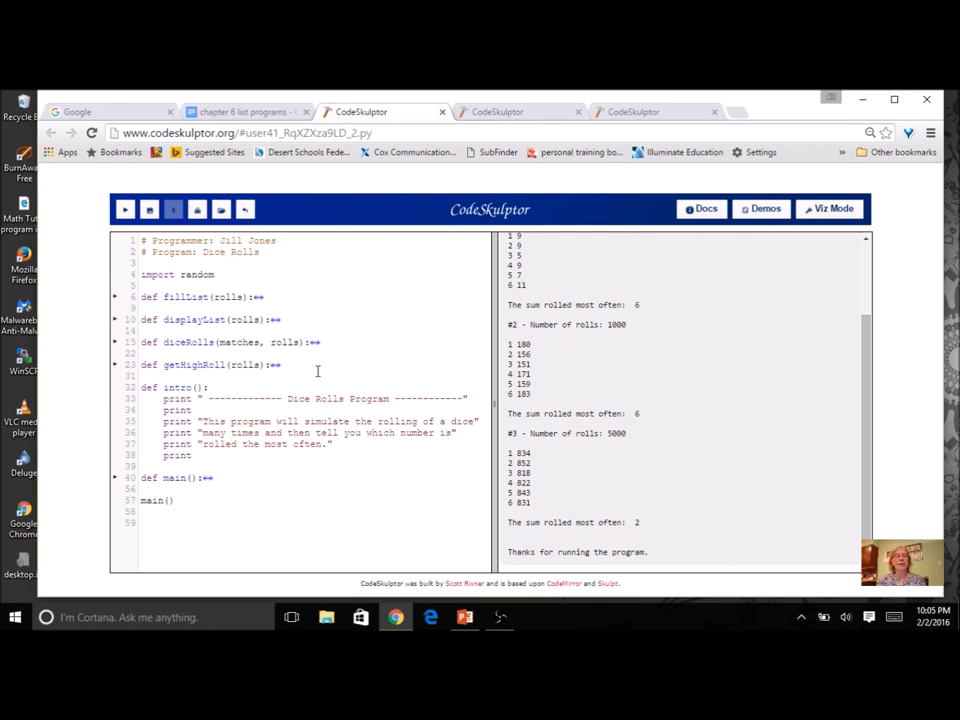 Google
chapter 6 list programs -
CodeSkulptor
CodeSkulptor
CodeSkulptor
www.codeskulptor.org/#user41_RqXZXza9LD_2.py
Apps
Bookmarks
Suggested Sites
Desert Schools Fede...
Cox Communication...
SubFinder
personal training bo...
Illuminate Education
Settings
»
Other bookmarks
CodeSkulptor
Docs
Demos
Viz Mode
1 # Programmer: Jill Jones
2 # Program: Dice Rolls
3
4 import random
5
6 def fillList(rolls):
9
10 def displayList(rolls):
14
15 def diceRolls(matches, rolls):
22
23 def getHighRoll(rolls):
31
32 def intro():
33 print " ------------- Dice Rolls Program ------------"
34 print
35 print "This program will simulate the rolling of a dice"
36 print "many times and then tell you which number is"
37 print "rolled the most often."
38 print
39
40 def main():
56
57 main()
58
59
1 9
2 9
3 5
4 9
5 7
6 11
The sum rolled most often: 6
#2 - Number of rolls: 1000
1 180
2 156
3 151
4 171
5 159
6 183
The sum rolled most often: 6
#3 - Number of rolls: 5000
1 834
2 852
3 818
4 822
5 843
6 831
The sum rolled most often: 2
Thanks for running the program.
CodeSkulptor was built by Scott Rixner and is based upon CodeMirror and Skulpt.
Recycle B
BurnAwa
Free
Math Tut
program i
Mozilla
Firefox
Malwareb
Anti-Mal
WinSCP
VLC med
player
Deluge
Google
Chrome
desktop.i
I'm Cortana. Ask me anything.
10:05 PM
2/2/2016